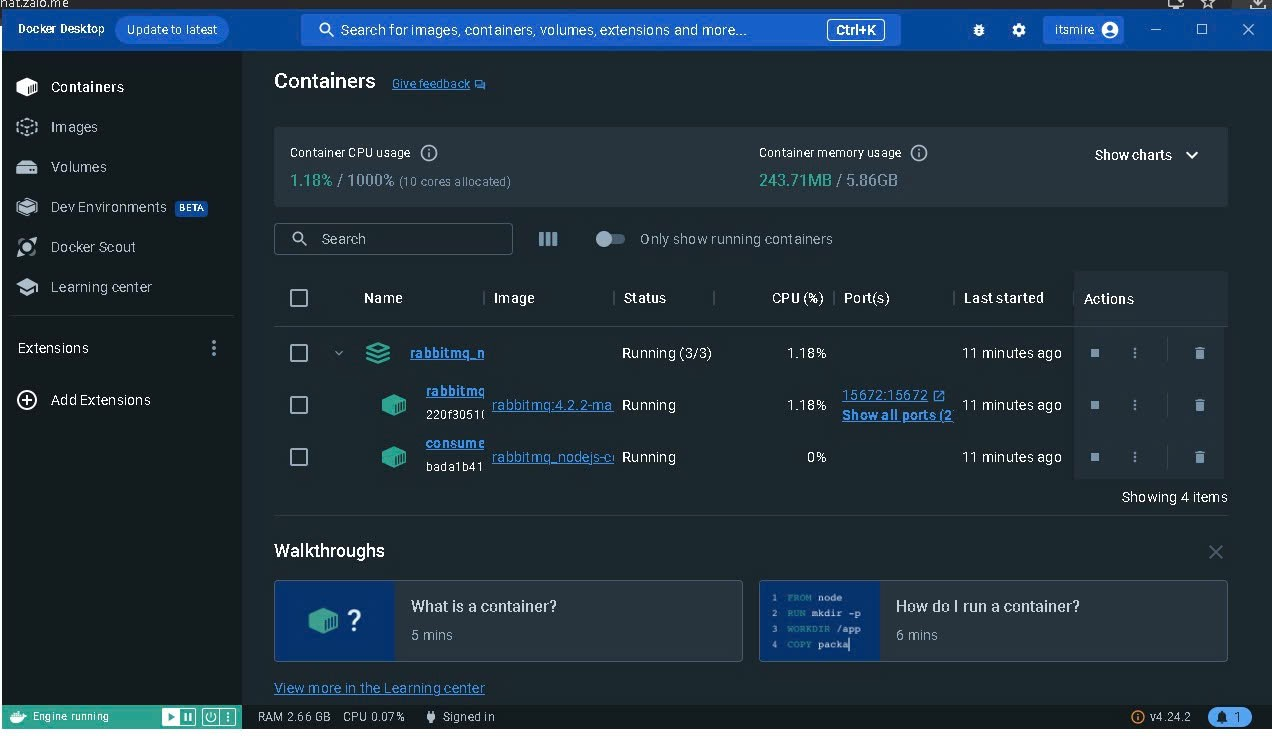 hat.zalo.me
Docker Desktop Update to latest Search for images, containers, volumes, extensions and more... Ctrl+K itsmire
Containers
Images
Volumes
Dev Environments BETA
Docker Scout
Learning center
Extensions
Add Extensions
Containers Give feedback
Container CPU usage
1.18% / 1000% (10 cores allocated)
Container memory usage
243.71MB / 5.86GB
Show charts
Search Only show running containers
Name Image Status CPU (%) Port(s) Last started Actions
rabbitmq_n Running (3/3) 1.18% 11 minutes ago
rabbitmq
220f3051( rabbitmq:4.2.2-ma Running 1.18% 15672:15672 11 minutes ago
Show all ports (2
consume
bada1b41 rabbitmq_nodejs-c Running 0% 11 minutes ago
Showing 4 items
Walkthroughs
?
What is a container?
5 mins
1 FROM node
2 RUN mkdir -p
3 WORKDIR /app
4 COPY packa
How do I run a container?
6 mins
View more in the Learning center
Engine running RAM 2.66 GB CPU 0.07% Signed in v4.24.2 1